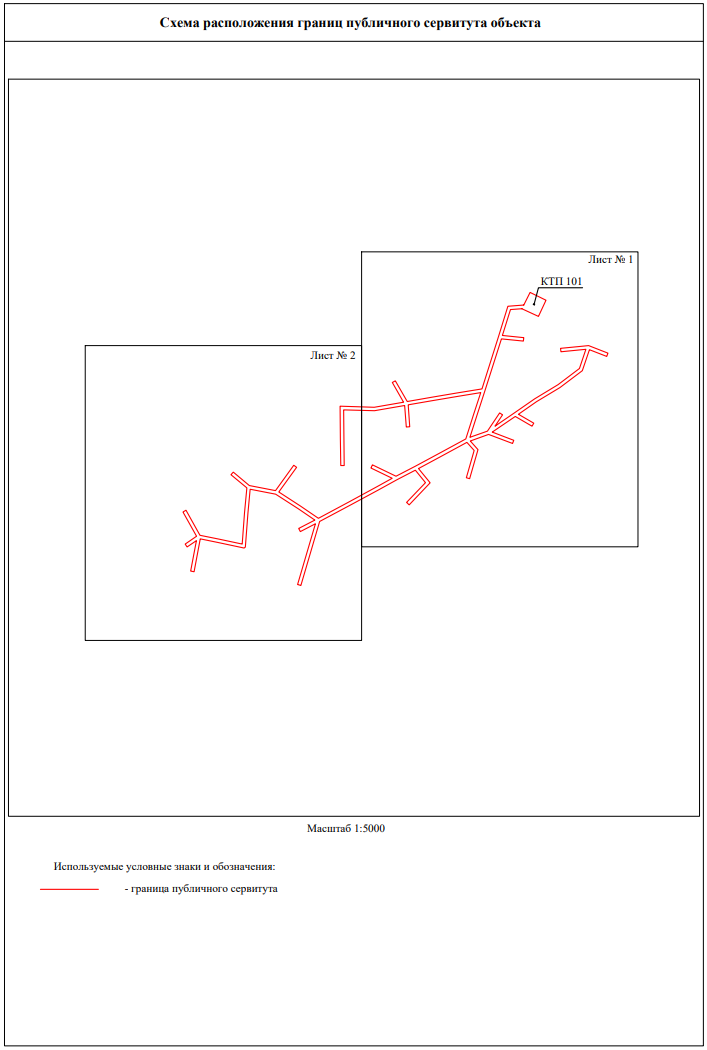 Схема расположения границ публичного сервитута объекта
Лист № 1
КТП 101
Лист № 2
Масштаб 1:5000
Используемые условные знаки и обозначения:
- граница публичного сервитута